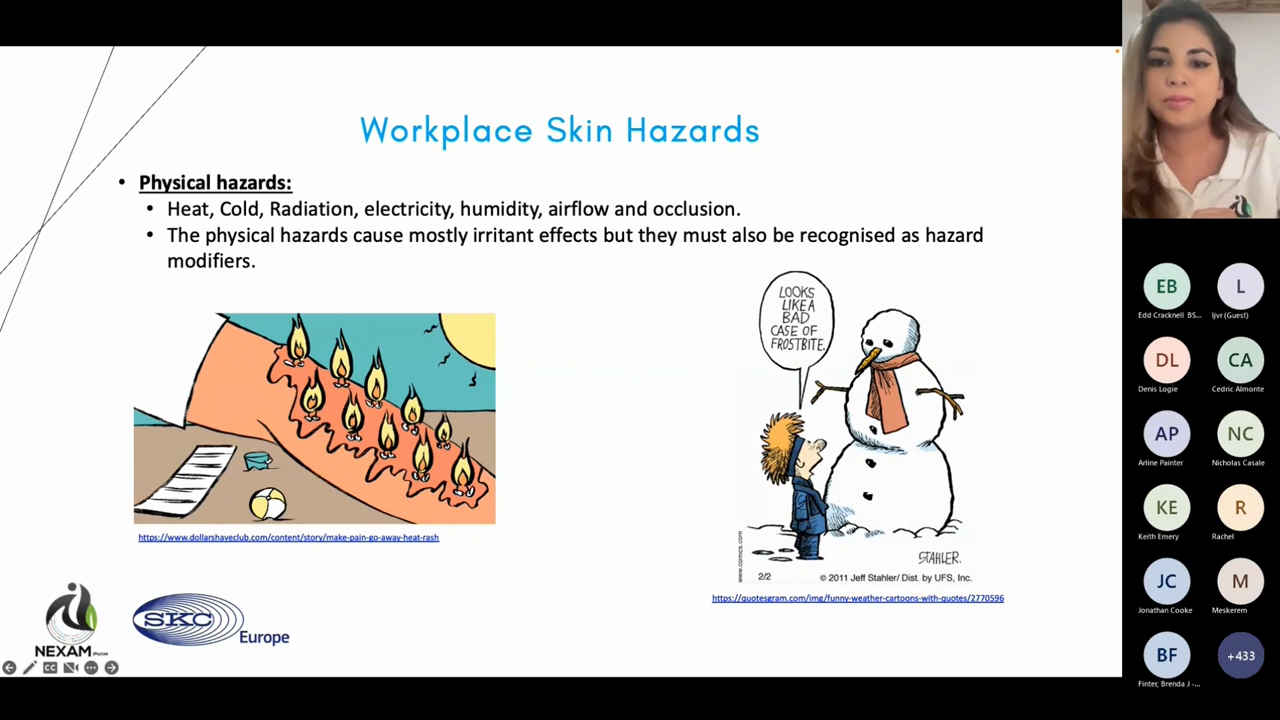 Workplace Skin Hazards
• Physical hazards:
• Heat, Cold, Radiation, electricity, humidity, airflow and occlusion.
• The physical hazards cause mostly irritant effects but they must also be recognised as hazard
modifiers.
LOOKS
LIKE A
BAD
CASE OF
FROSTBITE.
www.comics.com
STAHLER.
2/2
© 2011 Jeff Stahler/ Dist. by UFS, Inc.
https://www.dollarshaveclub.com/content/story/make-pain-go-away-heat-rash
https://quotesgram.com/img/funny-weather-cartoons-with-quotes/2770596
NEXAM
SKC
Europe
CC
EB
Edd Cracknell BS...
L
ljvr (Guest)
DL
Denis Logie
CA
Cedric Almonte
AP
Arline Painter
NC
Nicholas Casale
KE
Keith Emery
R
Rachel
JC
Jonathan Cooke
M
Meskerem
BF
Finter, Brenda J -...
+433